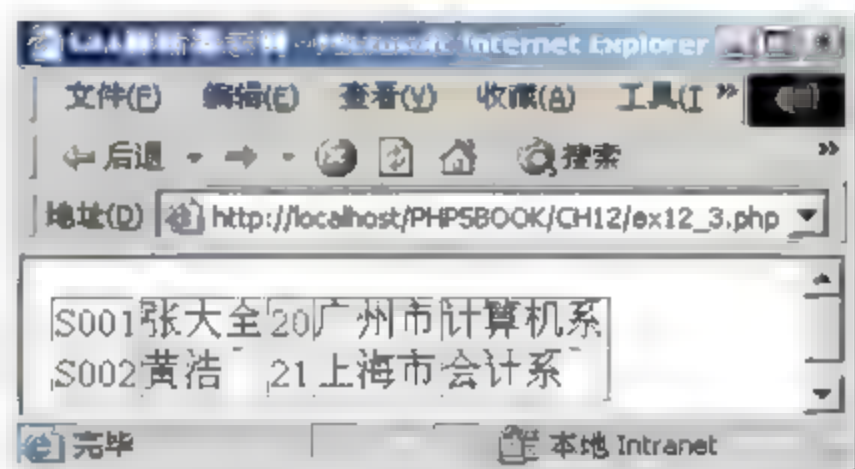 Microsoft Internet Explorer
文件(F) 编辑(E) 查看(V) 收藏(A) 工具(T »
后退 搜索 »
地址(D) http://localhost/PHP5BOOK/CH12/ex12_3.php
S001 张大全 20 广州市 计算机系
S002 黄浩 21 上海市 会计系
完毕 本地 Intranet